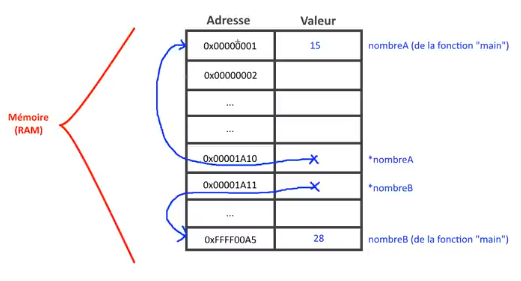 Adresse Valeur
0x00000001 15 nombreA (de la fonction "main")
0x00000002
...
...
Mémoire
(RAM)
0x00001A10 *nombreA
0x00001A11 *nombreB
...
0xFFFF00A5 28 nombreB (de la fonction "main")